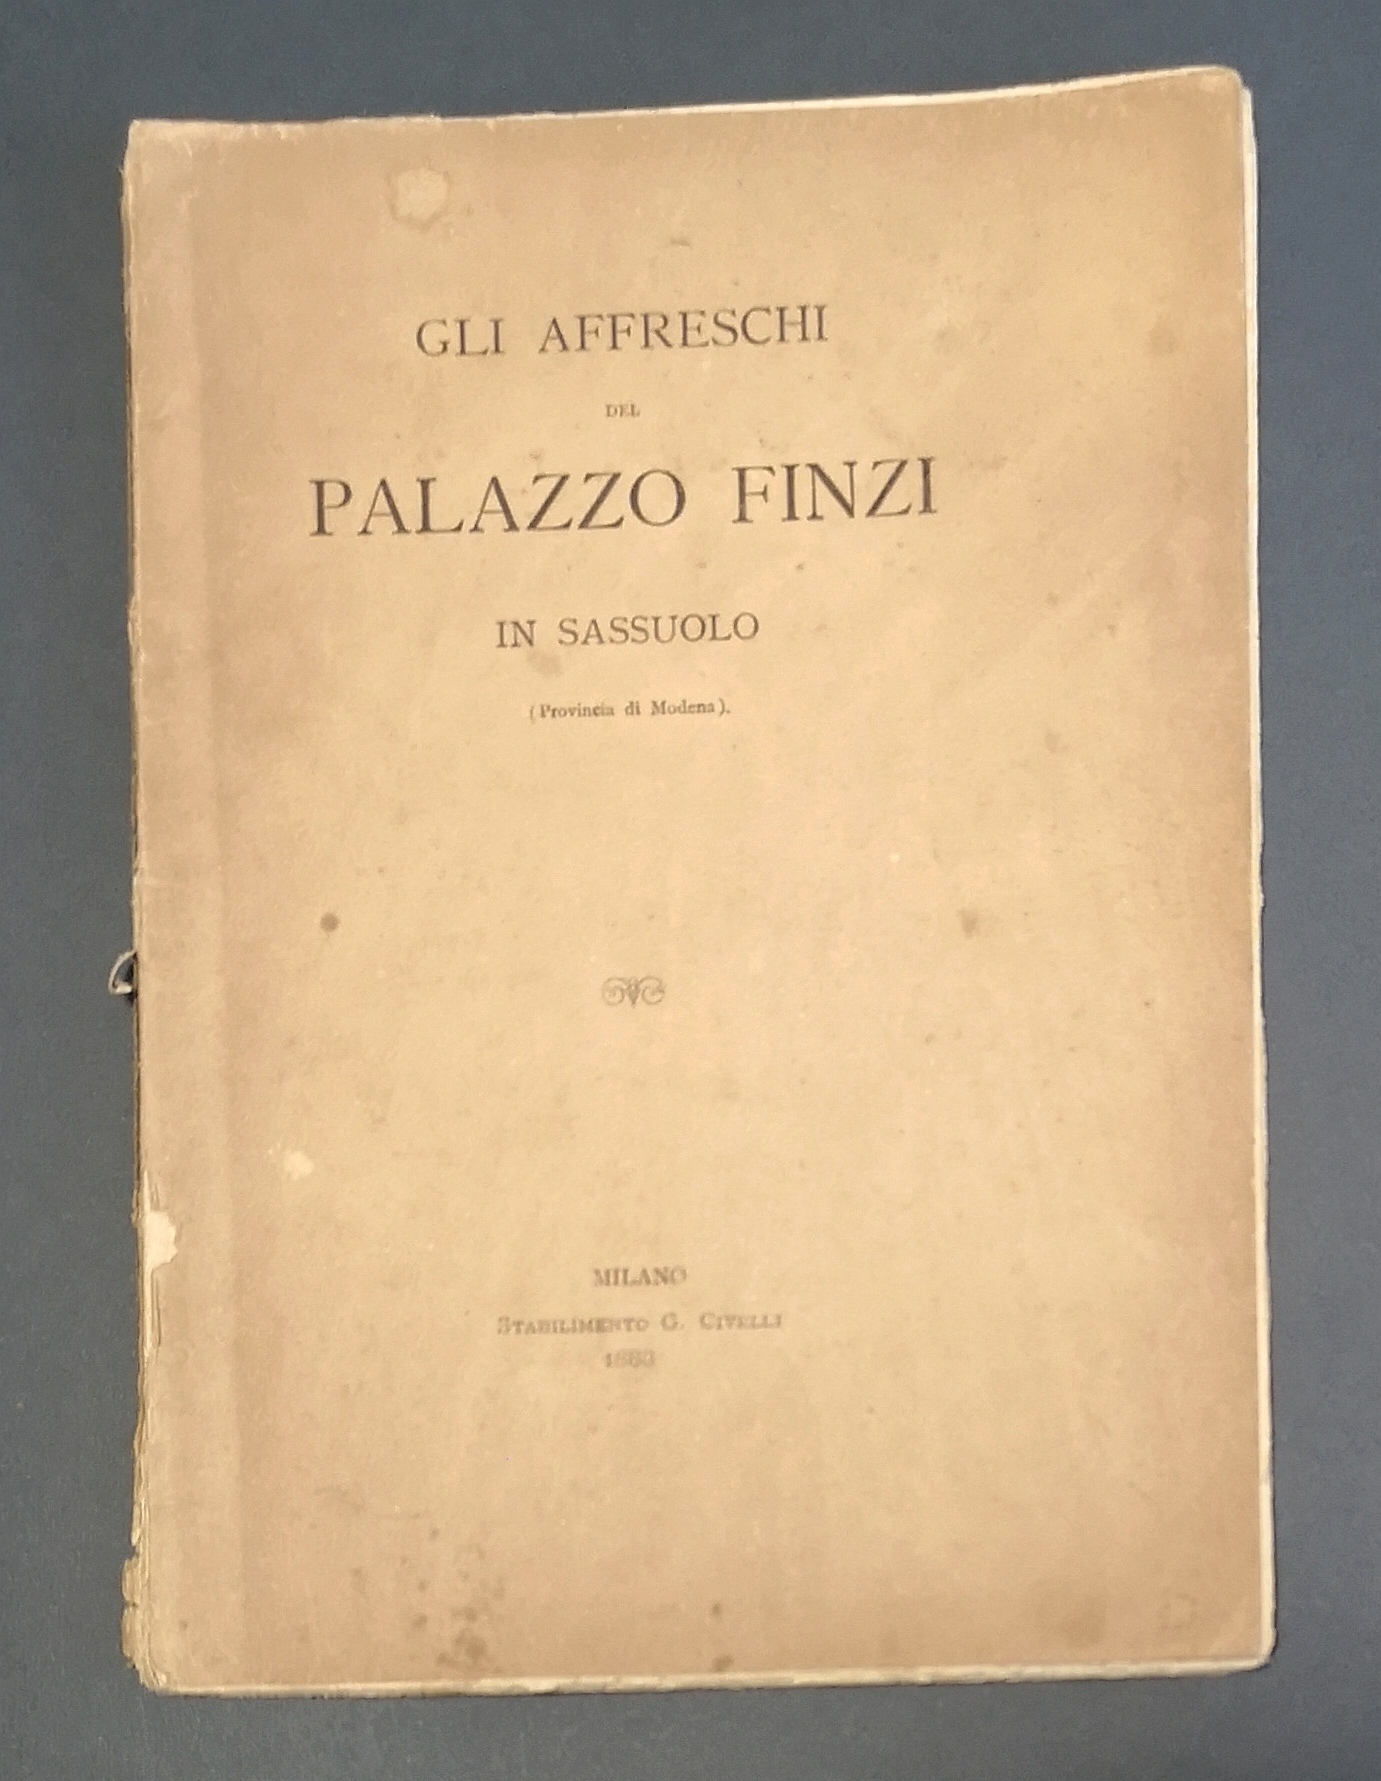 GLI AFFRESCHI
DEL
PALAZZO FINZI
IN SASSUOLO
(Provincia di Modena).
MILANO
STABILIMENTO G. CIVELLI